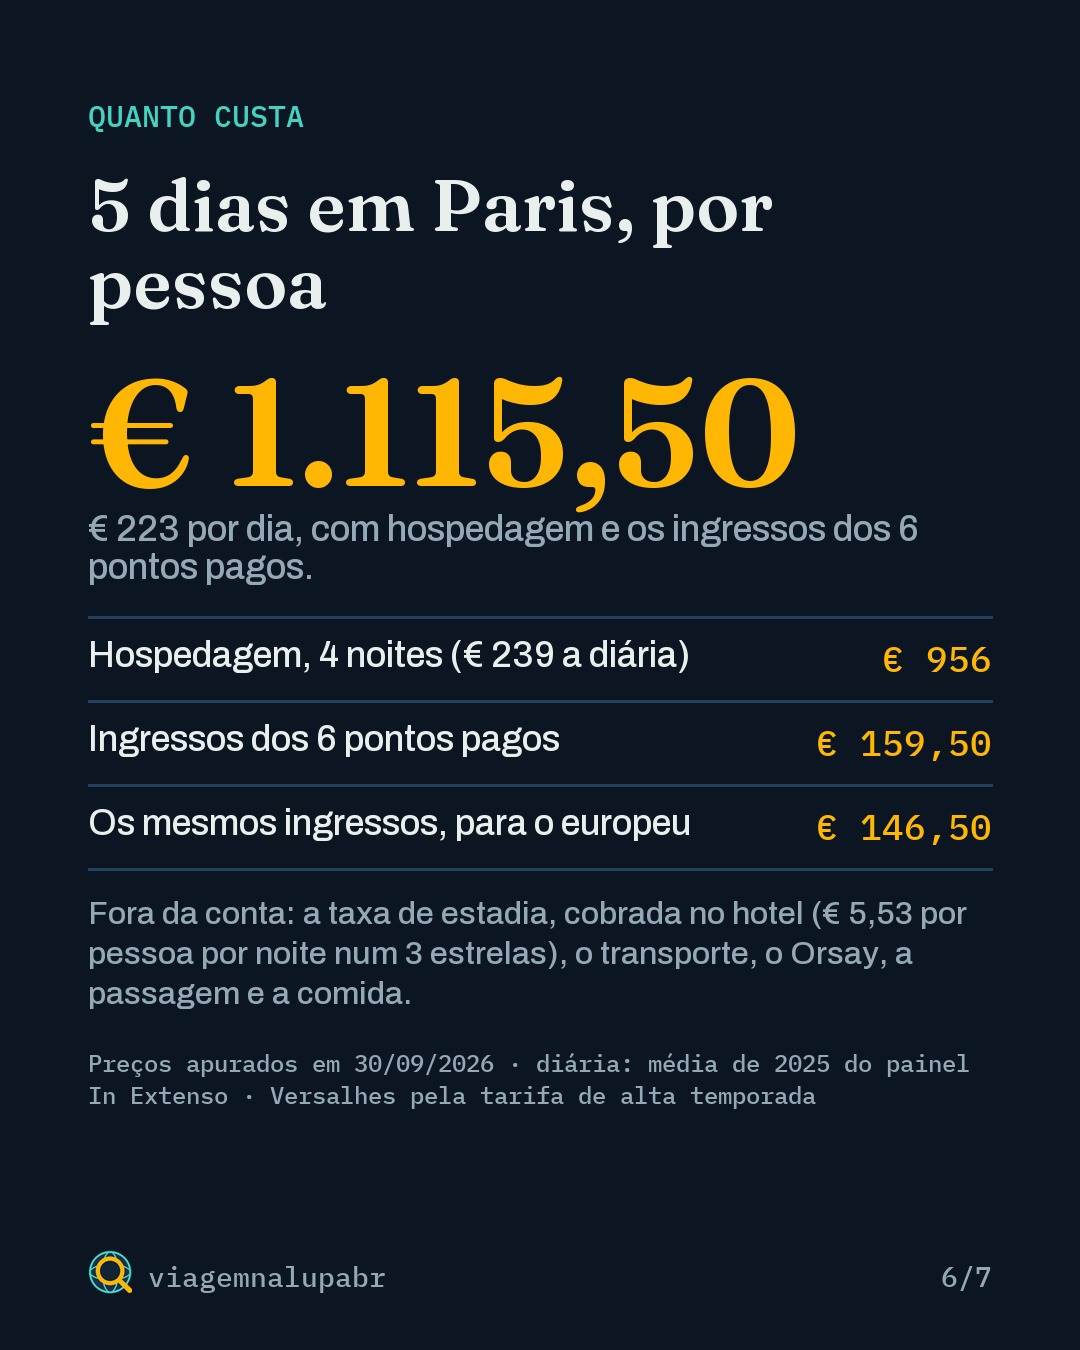 QUANTO CUSTA
5 dias em Paris, por
pessoa
€ 1.115,50
€ 223 por dia, com hospedagem e os ingressos dos 6
pontos pagos.
Hospedagem, 4 noites (€ 239 a diária) € 956
Ingressos dos 6 pontos pagos € 159,50
Os mesmos ingressos, para o europeu € 146,50
Fora da conta: a taxa de estadia, cobrada no hotel (€ 5,53 por
pessoa por noite num 3 estrelas), o transporte, o Orsay, a
passagem e a comida.
Preços apurados em 30/09/2026 · diária: média de 2025 do painel
In Extenso · Versalhes pela tarifa de alta temporada
viagemnalupabr 6/7